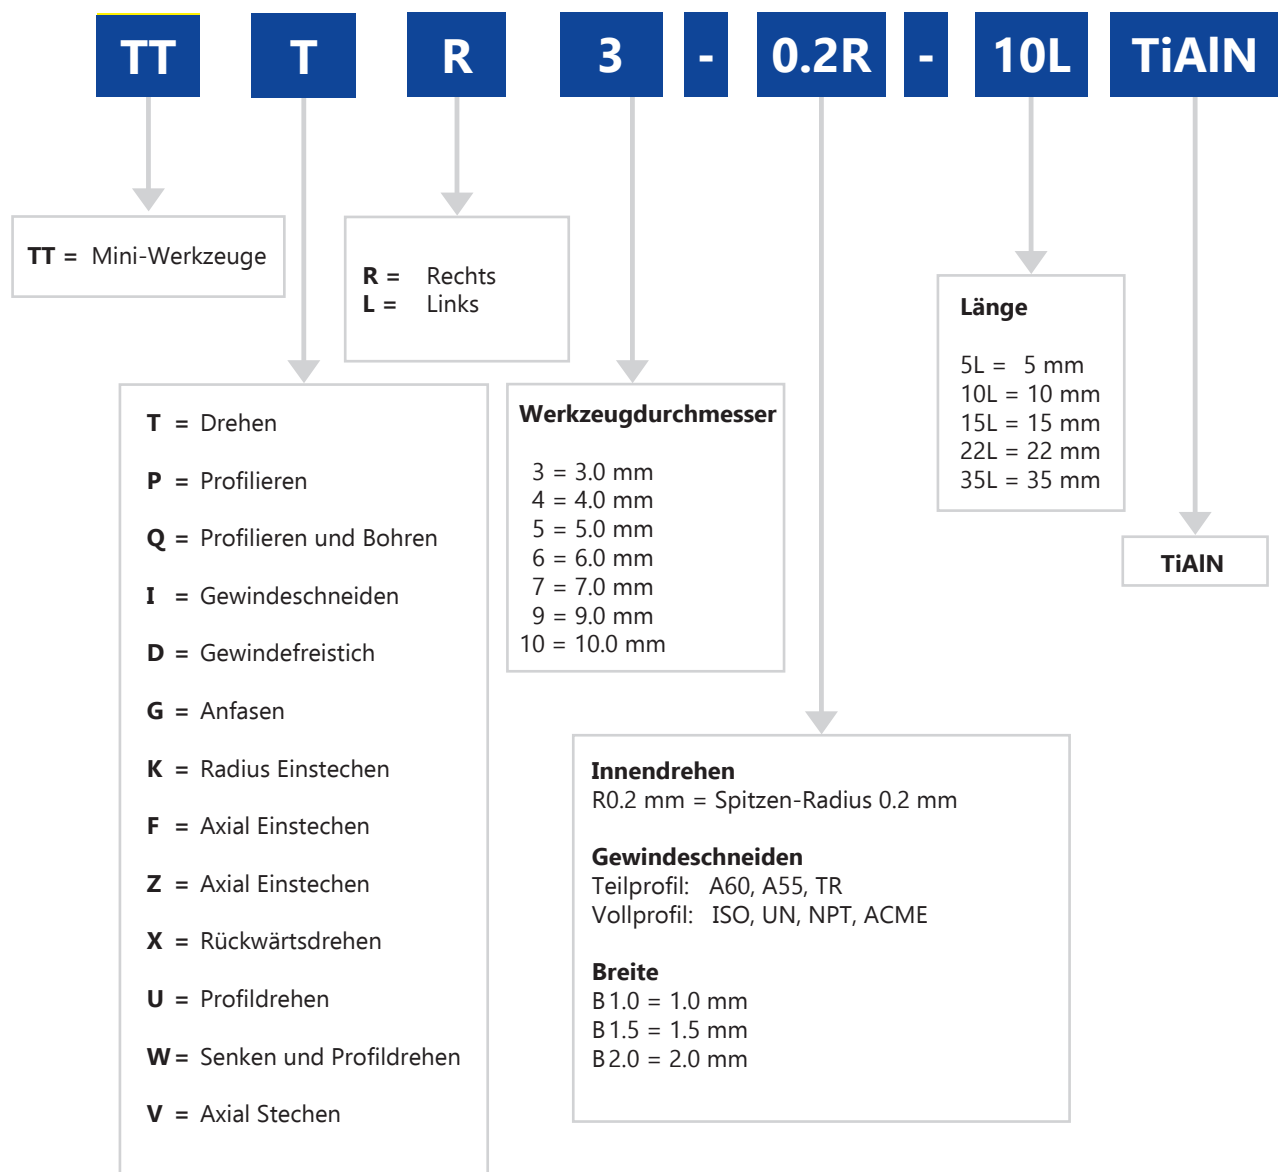 TT T R 3 - 0.2R - 10L TiAlN
TT = Mini-Werkzeuge
R = Rechts
L = Links
T = Drehen
P = Profilieren
Q = Profilieren und Bohren
I = Gewindeschneiden
D = Gewindefreistich
G = Anfasen
K = Radius Einstechen
F = Axial Einstechen
Z = Axial Einstechen
X = Rückwärtsdrehen
U = Profildrehen
W = Senken und Profildrehen
V = Axial Stechen
Werkzeugdurchmesser
3 = 3.0 mm
4 = 4.0 mm
5 = 5.0 mm
6 = 6.0 mm
7 = 7.0 mm
9 = 9.0 mm
10 = 10.0 mm
Innendrehen
R0.2 mm = Spitzen-Radius 0.2 mm
Gewindeschneiden
Teilprofil: A60, A55, TR
Vollprofil: ISO, UN, NPT, ACME
Breite
B1.0 = 1.0 mm
B1.5 = 1.5 mm
B2.0 = 2.0 mm
Länge
5L = 5 mm
10L = 10 mm
15L = 15 mm
22L = 22 mm
35L = 35 mm
TiAlN